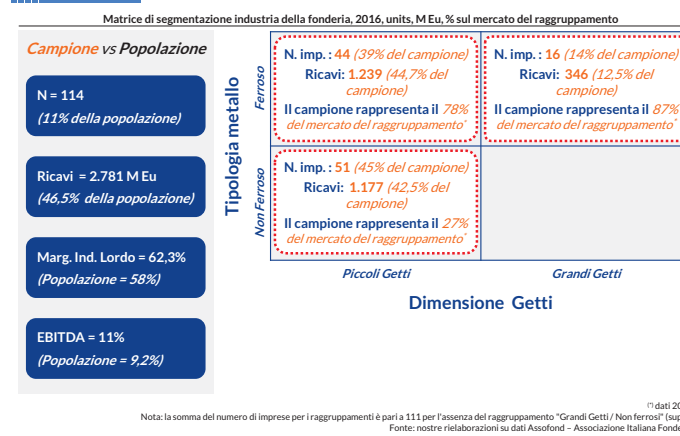 Matrice di segmentazione industria della fonderia, 2016, units, M Eu, % sul mercato del raggruppamento
Campione vs Popolazione
N = 114
(11% della popolazione)
Ricavi = 2.781 M Eu
(46,5% della popolazione)
Marg. Ind. Lordo = 62,3%
(Popolazione = 58%)
EBITDA = 11%
(Popolazione = 9,2%)
Tipologia metallo
Ferroso
N. imp. : 44 (39% del campione)
Ricavi: 1.239 (44,7% del
campione)
Il campione rappresenta il 78%
del mercato del raggruppamento*
N. imp. : 16 (14% del campione)
Ricavi: 346 (12,5% del
campione)
Il campione rappresenta il 87%
del mercato del raggruppamento*
Non Ferroso
N. imp. : 51 (45% del campione)
Ricavi: 1.177 (42,5% del
campione)
Il campione rappresenta il 27%
del mercato del raggruppamento*
Piccoli Getti
Grandi Getti
Dimensione Getti
(*) dati 20
Nota: la somma del numero di imprese per i raggruppamenti è pari a 111 per l'assenza del raggruppamento "Grandi Getti / Non ferrosi" (sup
Fonte: nostre rielaborazioni su dati Assofond – Associazione Italiana Fonde